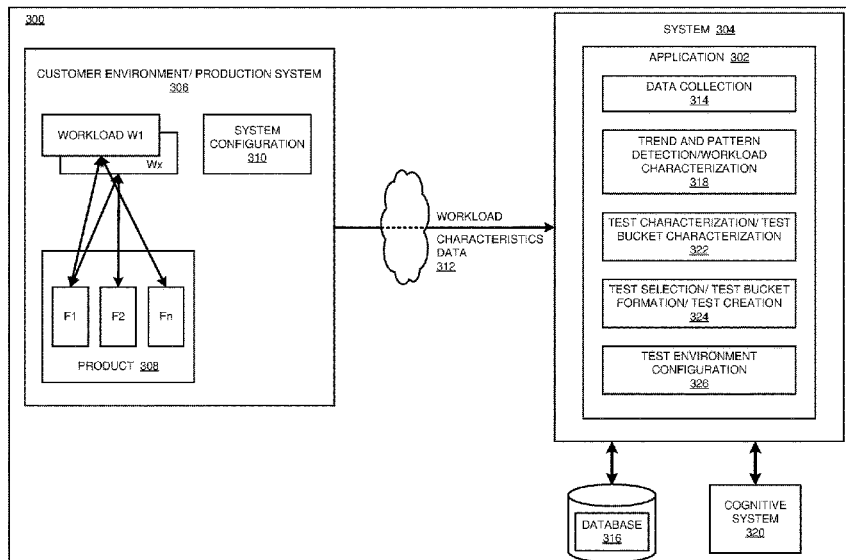 300
CUSTOMER ENVIRONMENT/ PRODUCTION SYSTEM
306
WORKLOAD W1
Wx
SYSTEM
CONFIGURATION
310
F1
F2
Fn
PRODUCT 308
WORKLOAD
CHARACTERISTICS
DATA
312
SYSTEM 304
APPLICATION 302
DATA COLLECTION
314
TREND AND PATTERN
DETECTION/WORKLOAD
CHARACTERIZATION
318
TEST CHARACTERIZATION/ TEST
BUCKET CHARACTERIZATION
322
TEST SELECTION/ TEST BUCKET
FORMATION/ TEST CREATION
324
TEST ENVIRONMENT
CONFIGURATION
326
DATABASE
316
COGNITIVE
SYSTEM
320